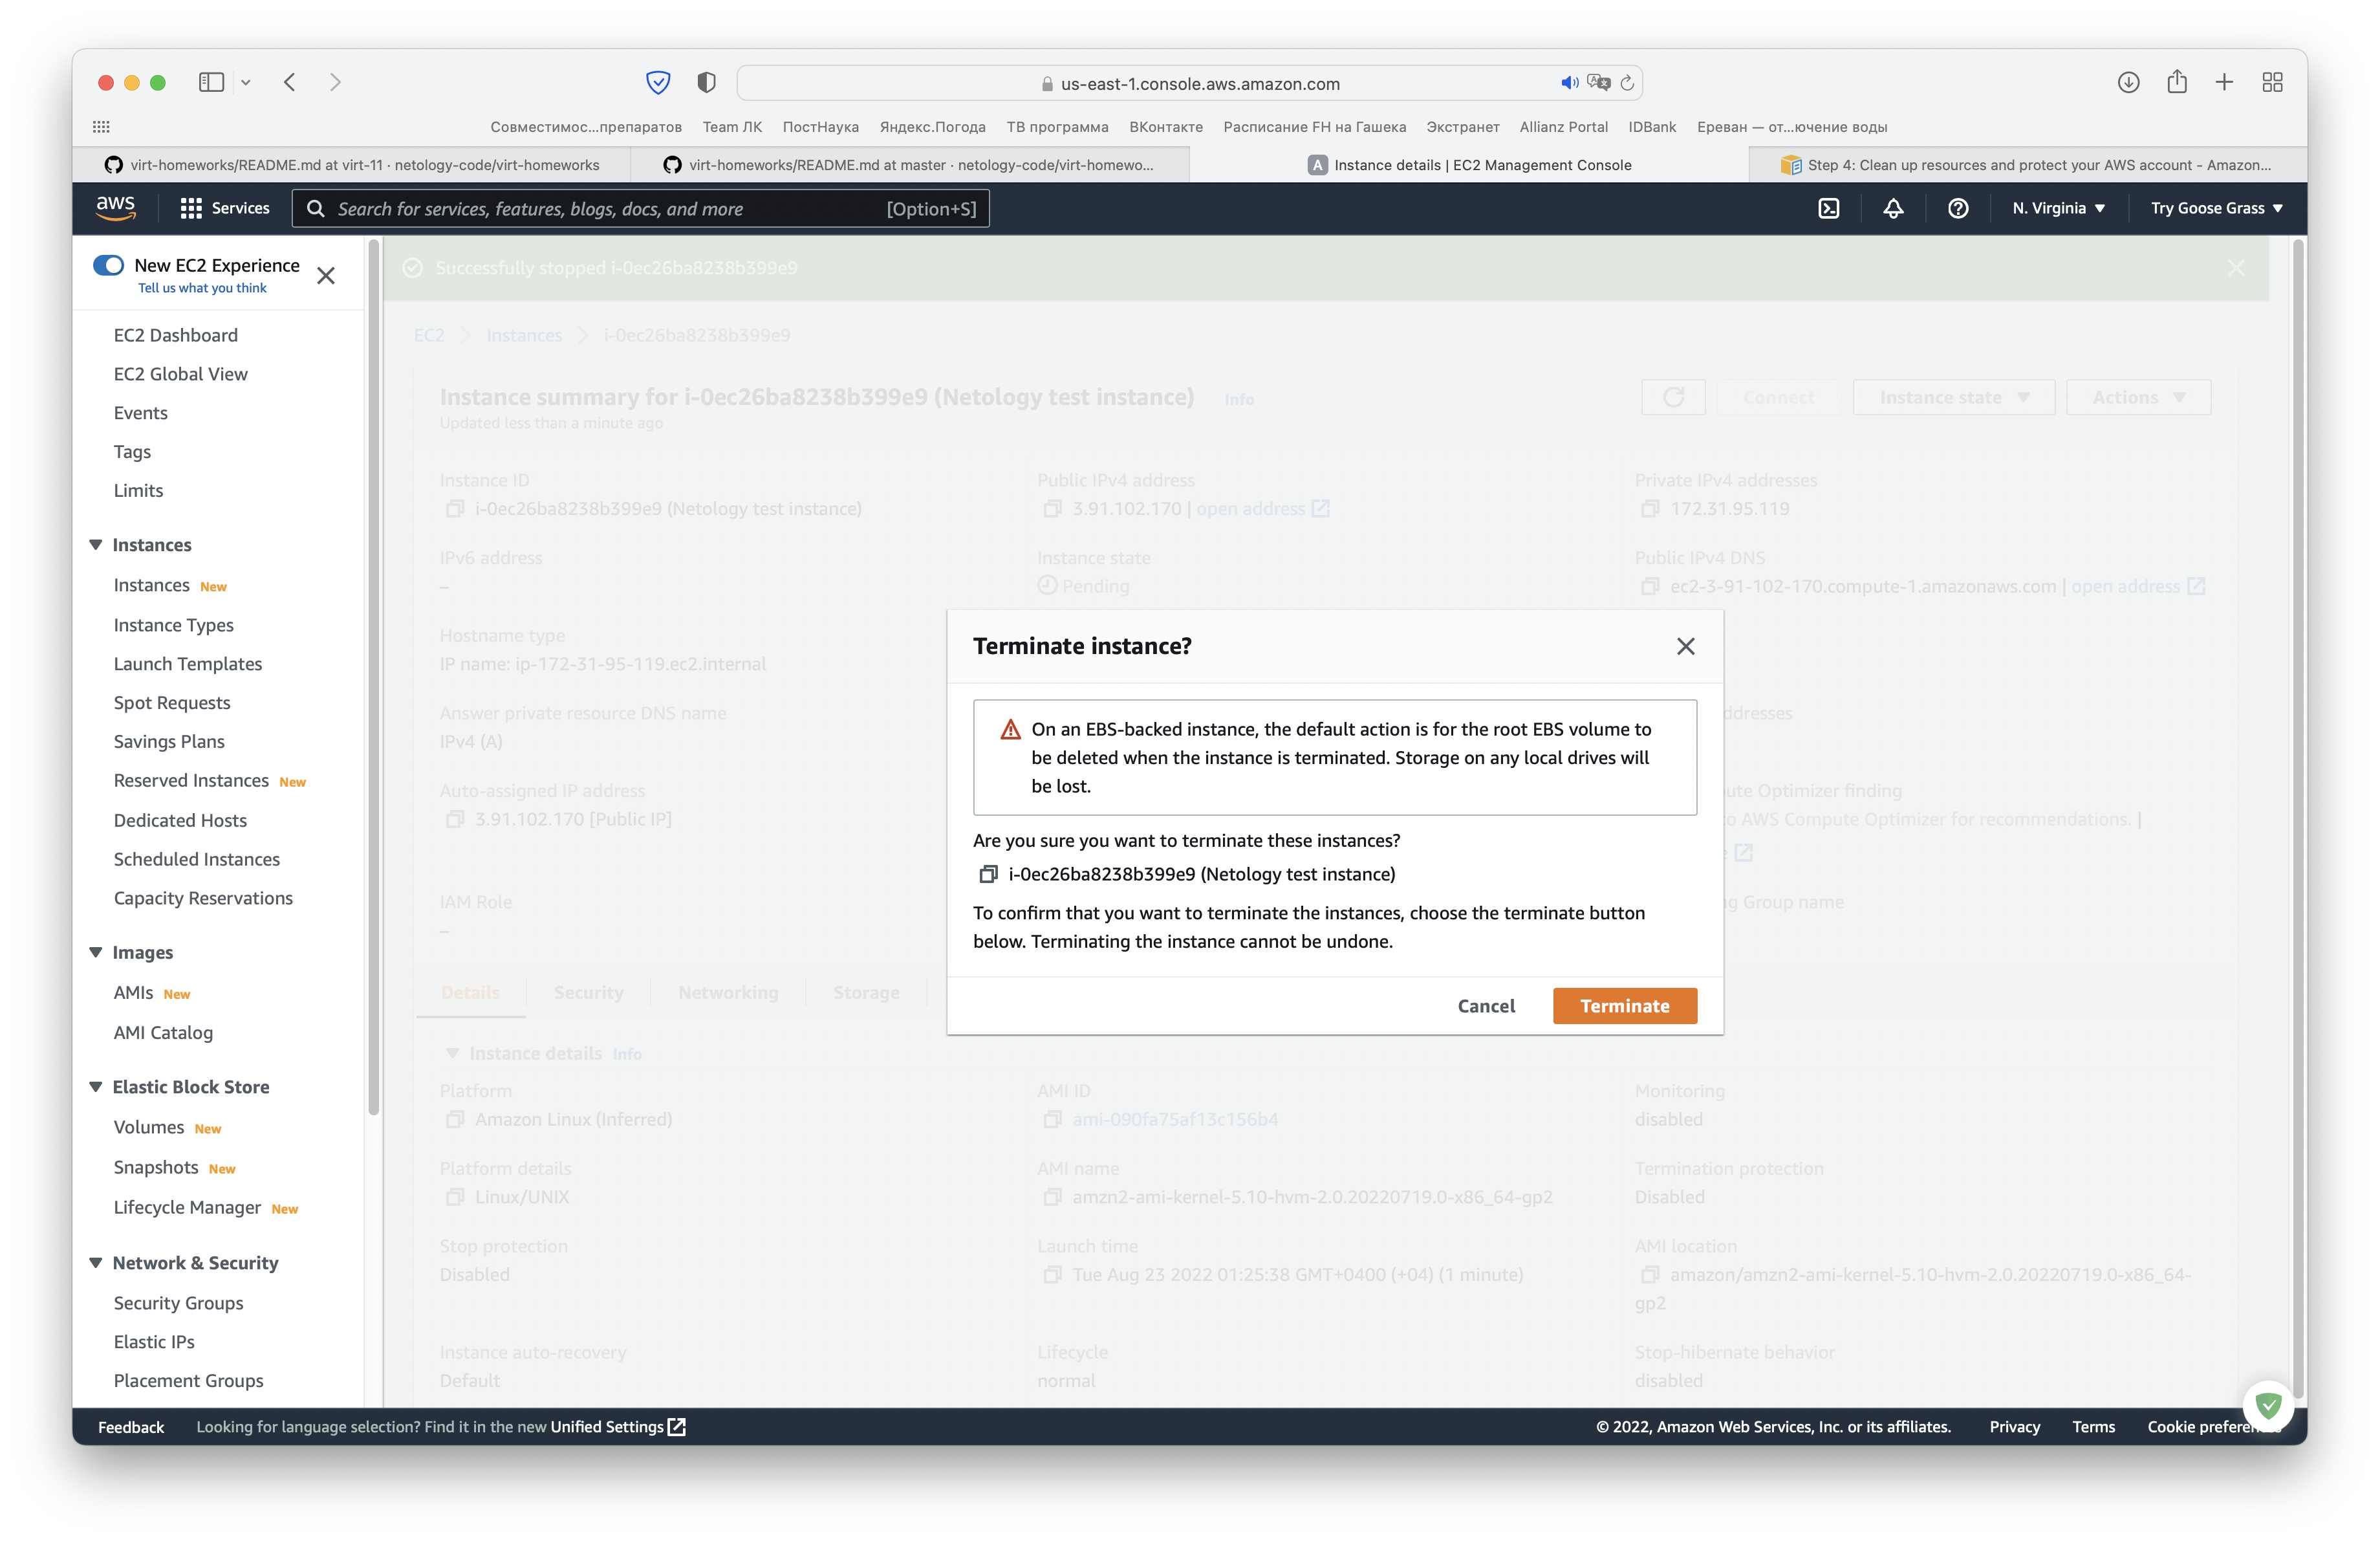 us-east-1.console.aws.amazon.com
Совместимос...препаратов Team ЛК ПостНаука Яндекс.Погода ТВ программа ВКонтакте Расписание FH на Гашека Экстранет Allianz Portal IDBank Ереван — от...ючение воды
virt-homeworks/README.md at virt-11 · netology-code/virt-homeworks
virt-homeworks/README.md at master · netology-code/virt-homewo...
A Instance details | EC2 Management Console
Step 4: Clean up resources and protect your AWS account - Amazon...
aws Services Search for services, features, blogs, docs, and more [Option+S] N. Virginia ▼ Try Goose Grass ▼
New EC2 Experience
Tell us what you think
EC2 Dashboard
EC2 Global View
Events
Tags
Limits
Instances
Instances New
Instance Types
Launch Templates
Spot Requests
Savings Plans
Reserved Instances New
Dedicated Hosts
Scheduled Instances
Capacity Reservations
Images
AMIs New
AMI Catalog
Elastic Block Store
Volumes New
Snapshots New
Lifecycle Manager New
Network & Security
Security Groups
Elastic IPs
Placement Groups
Successfully stopped i-0ec26ba8238b399e9
EC2 > Instances > i-0ec26ba8238b399e9
Instance summary for i-0ec26ba8238b399e9 (Netology test instance) Info
Updated less than a minute ago
Connect Instance state ▼ Actions ▼
Instance ID
i-0ec26ba8238b399e9 (Netology test instance)
Public IPv4 address
3.91.102.170 | open address
Private IPv4 addresses
172.31.95.119
IPv6 address
–
Instance state
Pending
Public IPv4 DNS
ec2-3-91-102-170.compute-1.amazonaws.com | open address
Hostname type
IP name: ip-172-31-95-119.ec2.internal
Answer private resource DNS name
IPv4 (A)
ddresses
Auto-assigned IP address
3.91.102.170 [Public IP]
ute Optimizer finding
o AWS Compute Optimizer for recommendations. |
e
IAM Role
–
g Group name
Terminate instance?
On an EBS-backed instance, the default action is for the root EBS volume to
be deleted when the instance is terminated. Storage on any local drives will
be lost.
Are you sure you want to terminate these instances?
i-0ec26ba8238b399e9 (Netology test instance)
To confirm that you want to terminate the instances, choose the terminate button
below. Terminating the instance cannot be undone.
Cancel Terminate
Details Security Networking Storage
Instance details Info
Platform
Amazon Linux (Inferred)
AMI ID
ami-090fa75af13c156b4
Monitoring
disabled
Platform details
Linux/UNIX
AMI name
amzn2-ami-kernel-5.10-hvm-2.0.20220719.0-x86_64-gp2
Termination protection
Disabled
Stop protection
Disabled
Launch time
Tue Aug 23 2022 01:25:38 GMT+0400 (+04) (1 minute)
AMI location
amazon/amzn2-ami-kernel-5.10-hvm-2.0.20220719.0-x86_64-
gp2
Instance auto-recovery
Default
Lifecycle
normal
Stop-hibernate behavior
disabled
Feedback Looking for language selection? Find it in the new Unified Settings © 2022, Amazon Web Services, Inc. or its affiliates. Privacy Terms Cookie preferen